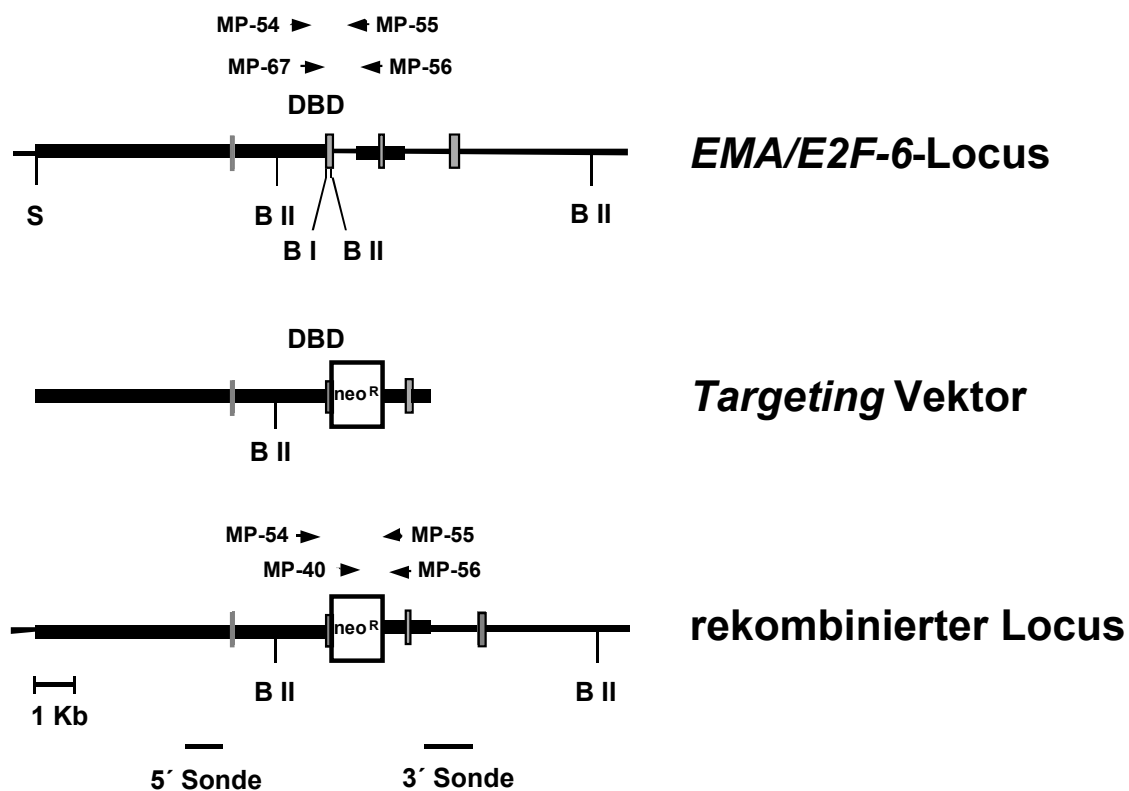 MP-54 MP-55
MP-67 MP-56
DBD
EMA/E2F-6-Locus
S B II B II
B I B II
DBD
neo R
Targeting Vektor
B II
MP-54 MP-55
MP-40 MP-56
neo R
rekombinierter Locus
B II B II
1 Kb
5´ Sonde 3´ Sonde